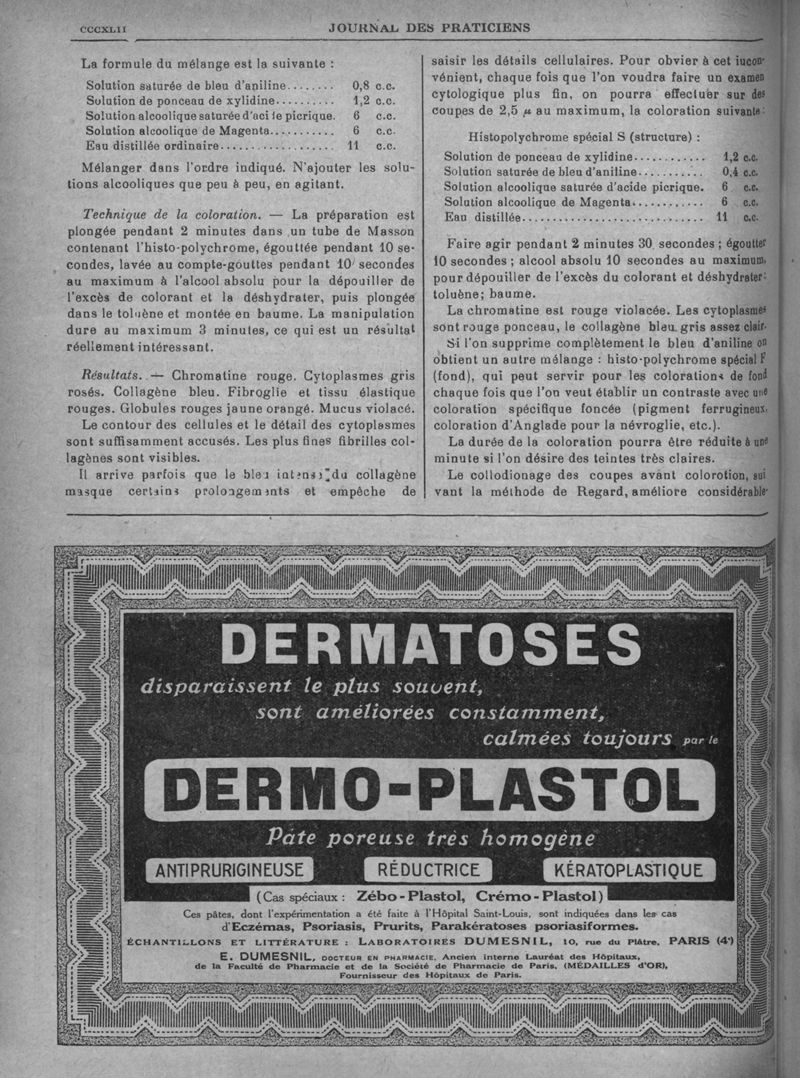 CCCXLII
JOURNAL DES PRATICIENS
La formule du mélange est la suivante :
Solution saturée de bleu d'aniline........ 0,8 c.c.
Solution de ponceau de xylidine.......... 1,2 c.c.
Solution alcoolique saturée d'acide picrique. 6 c.c.
Solution alcoolique de Magenta........... 6 c.c.
Eau distillée ordinaire................... 11 c.c.
Mélanger dans l'ordre indiqué. N'ajouter les solu-
tions alcooliques que peu à peu, en agitant.
Technique de la coloration. — La préparation est
plongée pendant 2 minutes dans un tube de Masson
contenant l'histo-polychrome, égouttée pendant 10 se-
condes, lavée au compte-gouttes pendant 10 secondes
au maximum à l'alcool absolu pour la dépouiller de
l'excès de colorant et la déshydrater, puis plongée
dans le toluène et montée en baume. La manipulation
dure au maximum 3 minutes, ce qui est un résultat
réellement intéressant.
Résultats. — Chromatine rouge. Cytoplasmes gris
rosés. Collagène bleu. Fibroglie et tissu élastique
rouges. Globules rouges jaune orangé. Mucus violacé.
Le contour des cellules et le détail des cytoplasmes
sont suffisamment accusés. Les plus fines fibrilles col-
lagènes sont visibles.
Il arrive parfois que le bleu intense du collagène
masque certains prolongements et empêche de
saisir les détails cellulaires. Pour obvier à cet incon-
vénient, chaque fois que l'on voudra faire un examen
cytologique plus fin, on pourra effectuer sur des
coupes de 2,5 µ au maximum, la coloration suivante :
Histopolychrome spécial S (structure) :
Solution de ponceau de xylidine............ 1,2 c.c.
Solution saturée de bleu d'aniline.......... 0,4 c.c.
Solution alcoolique saturée d'acide picrique. 6 c.c.
Solution alcoolique de Magenta............ 6 c.c.
Eau distillée.............................. 11 c.c.
Faire agir pendant 2 minutes 30 secondes ; égoutter
10 secondes ; alcool absolu 10 secondes au maximum,
pour dépouiller de l'excès du colorant et déshydrater ;
toluène ; baume.
La chromatine est rouge violacée. Les cytoplasmes
sont rouge ponceau, le collagène bleu gris assez clair.
Si l'on supprime complètement le bleu d'aniline on
obtient un autre mélange : histo-polychrome spécial F
(fond), qui peut servir pour les colorations de fond
chaque fois que l'on veut établir un contraste avec une
coloration spécifique foncée (pigment ferrugineux,
coloration d'Anglade pour la névroglie, etc.).
La durée de la coloration pourra être réduite à une
minute si l'on désire des teintes très claires.
Le collodionage des coupes avant colorotion, sui
vant la méthode de Regard, améliore considérable-
DERMATOSES
disparaissent le plus souvent,
sont améliorées constamment,
calmées toujours par le
DERMO-PLASTOL
Pâte poreuse très homogène
ANTIPRURIGINEUSE RÉDUCTRICE KÉRATOPLASTIQUE
(Cas spéciaux : Zébo-Plastol, Crémo-Plastol)
Ces pâtes, dont l'expérimentation a été faite à l'Hôpital Saint-Louis, sont indiquées dans les cas
d'Eczémas, Psoriasis, Prurits, Parakératoses psoriasiformes.
ÉCHANTILLONS ET LITTÉRATURE : LABORATOIRES DUMESNIL, 10, rue du Plâtre, PARIS (4e)
E. DUMESNIL, DOCTEUR EN PHARMACIE, Ancien interne Lauréat des Hôpitaux,
de la Faculté de Pharmacie et de la Société de Pharmacie de Paris, (MÉDAILLES d'OR),
Fournisseur des Hôpitaux de Paris.